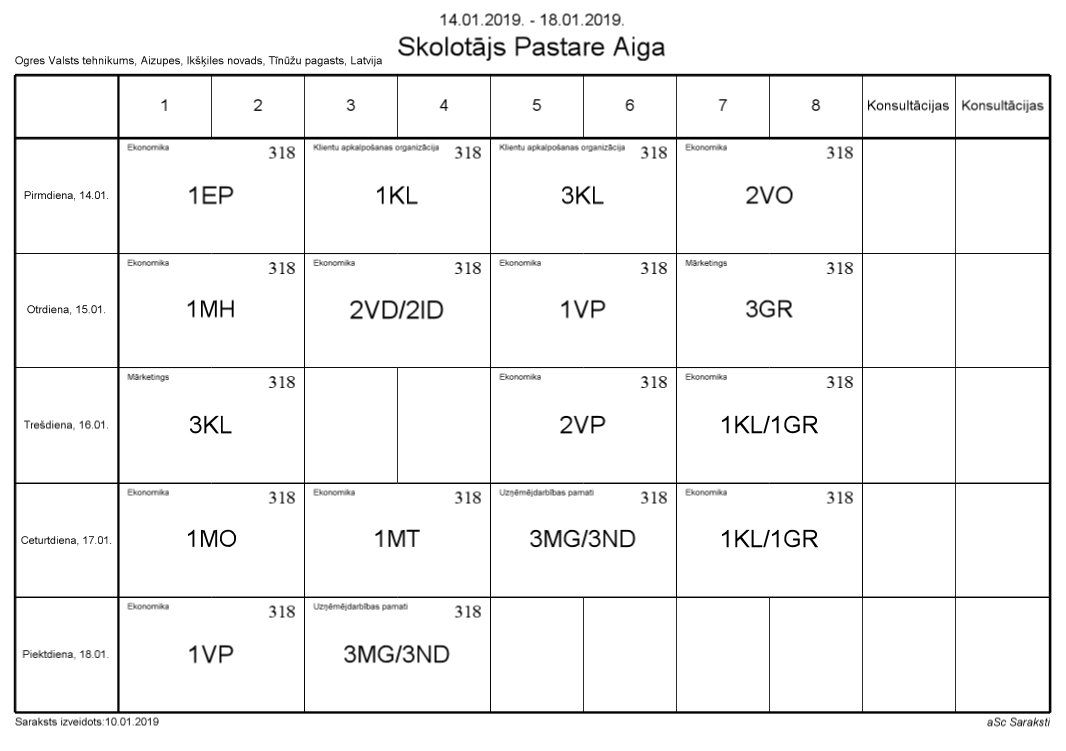 14.01.2019. - 18.01.2019.
Skolotājs Pastare Aiga
Ogres Valsts tehnikums, Aizupes, Ikšķiles novads, Tīnūžu pagasts, Latvija
1 2 3 4 5 6 7 8 Konsultācijas Konsultācijas
Ekonomika 318 Klientu apkalpošanas organizācija 318 Klientu apkalpošanas organizācija 318 Ekonomika 318
Pirmdiena, 14.01. 1EP 1KL 3KL 2VO
Ekonomika 318 Ekonomika 318 Ekonomika 318 Mārketings 318
Otrdiena, 15.01. 1MH 2VD/2ID 1VP 3GR
Mārketings 318 Ekonomika 318 Ekonomika 318
Trešdiena, 16.01. 3KL 2VP 1KL/1GR
Ekonomika 318 Ekonomika 318 Uzņēmējdarbības pamati 318 Ekonomika 318
Ceturtdiena, 17.01. 1MO 1MT 3MG/3ND 1KL/1GR
Ekonomika 318 Uzņēmējdarbības pamati 318
Piektdiena, 18.01. 1VP 3MG/3ND
Saraksts izveidots:10.01.2019 aSc Saraksti